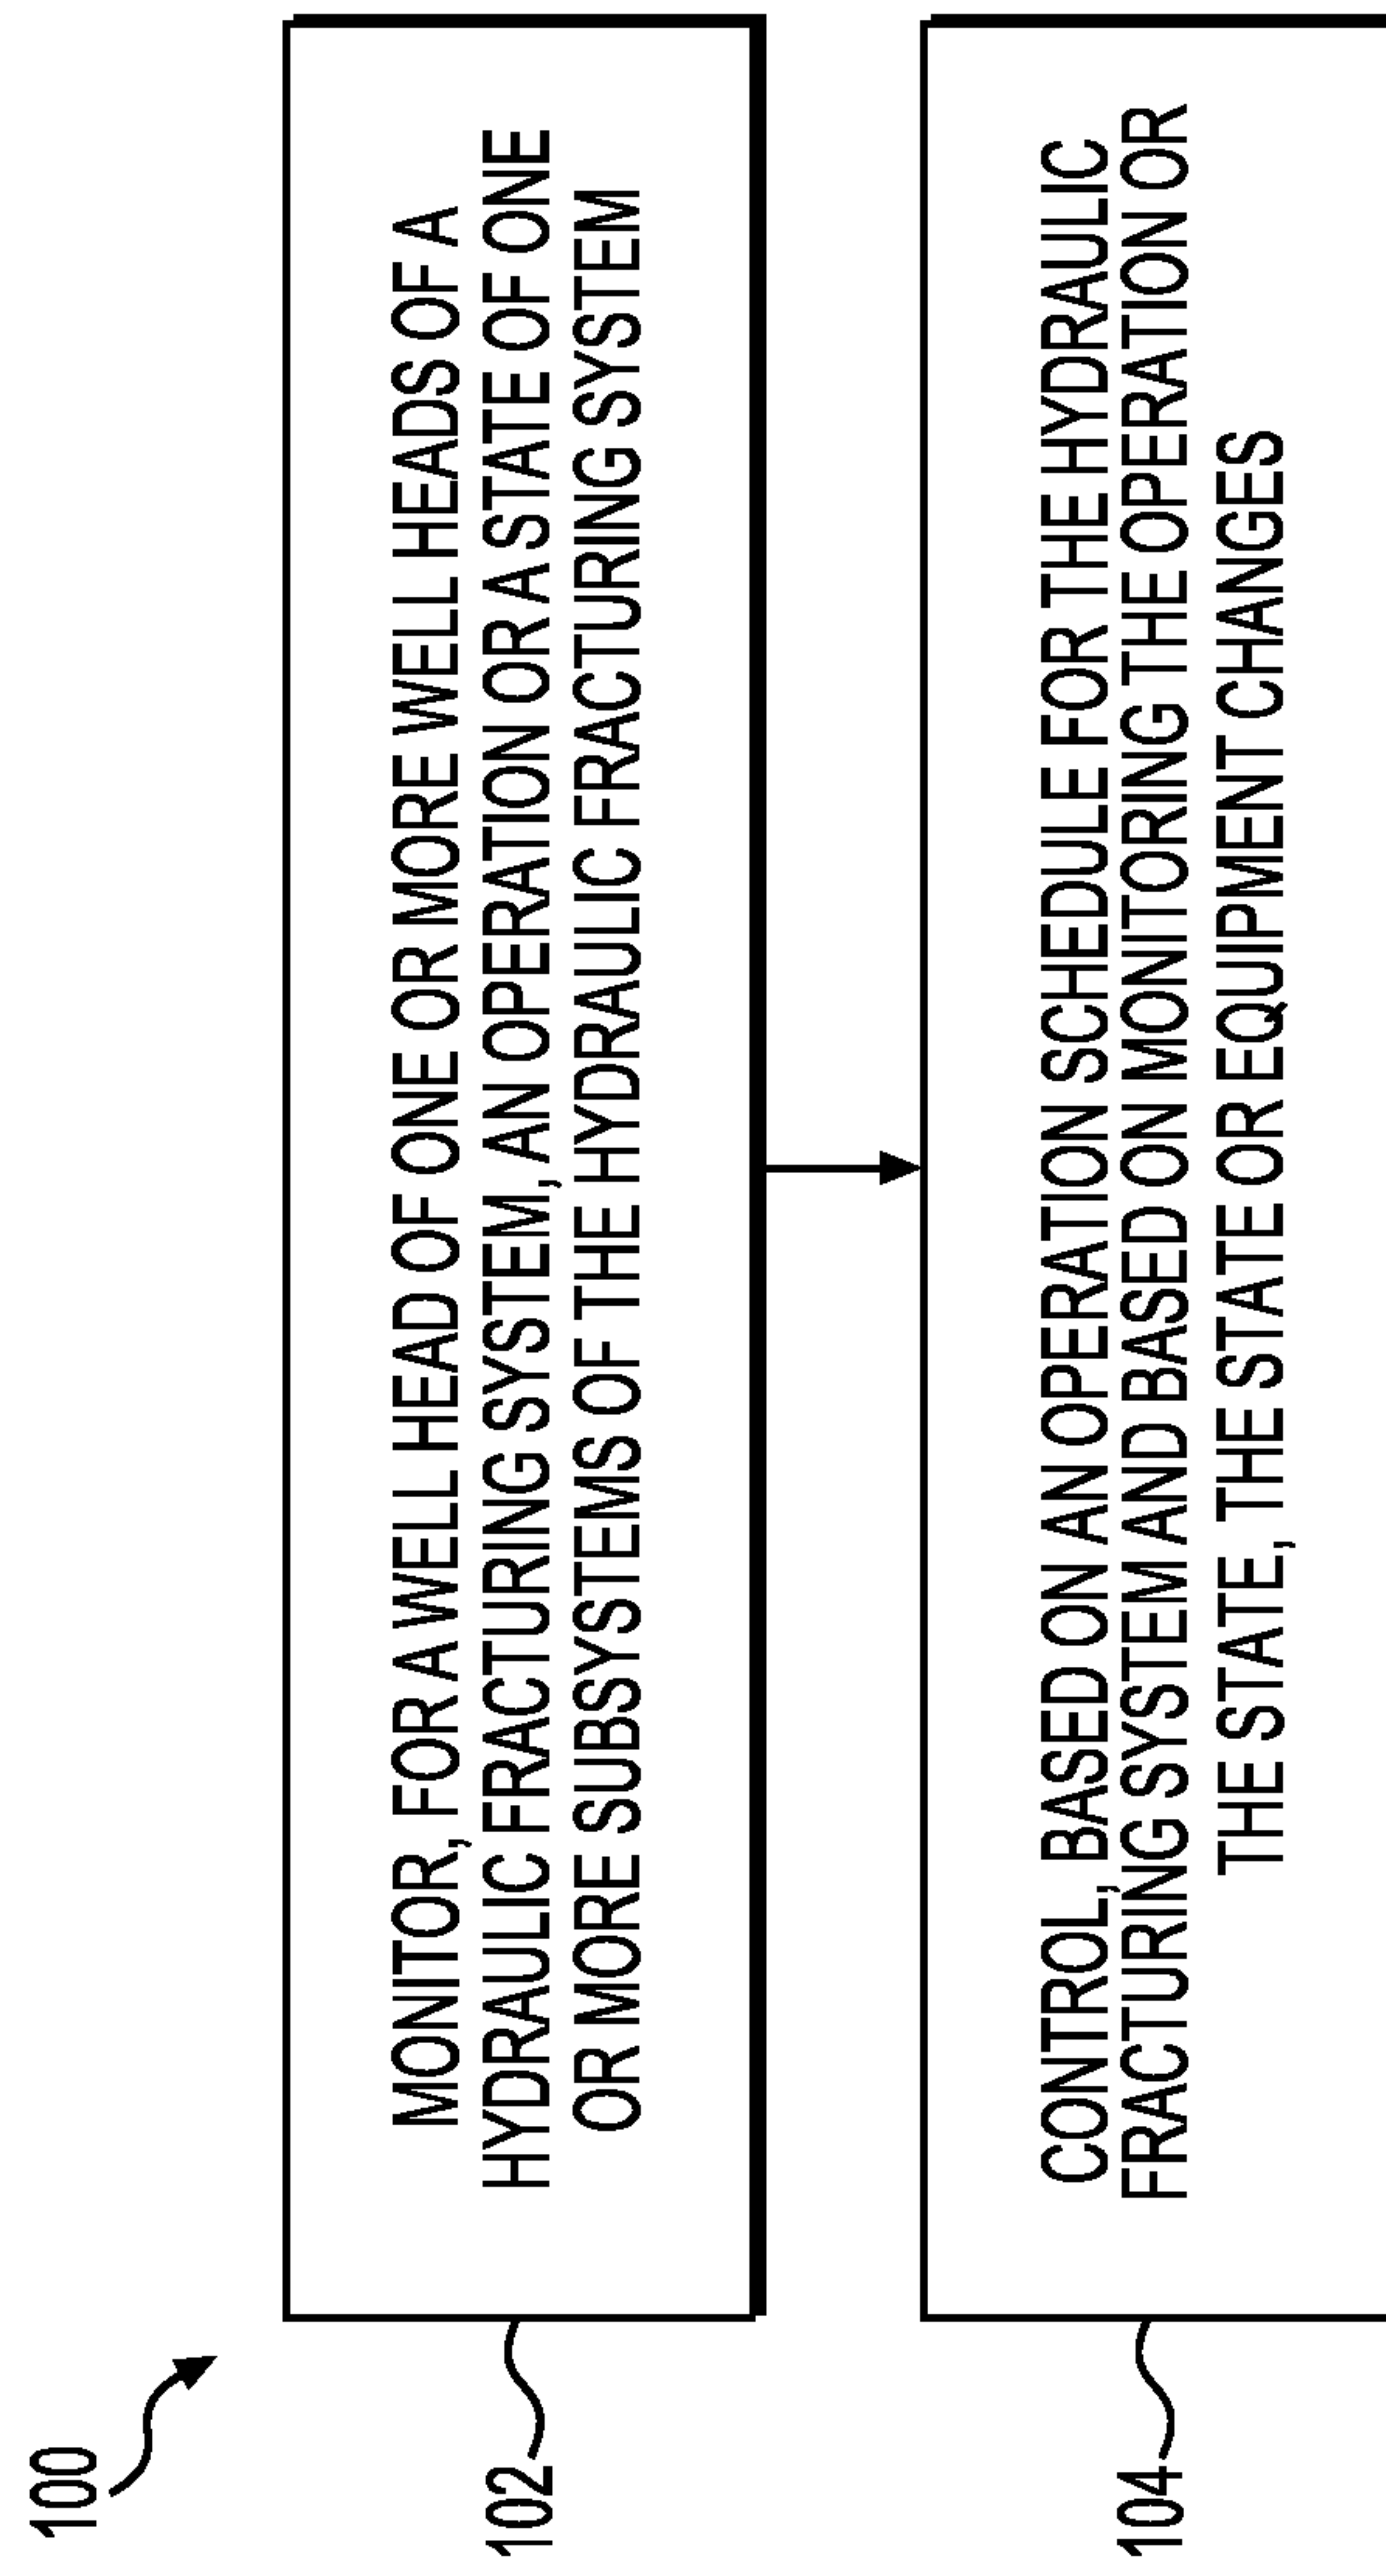 100
102
MONITOR, FOR A WELL HEAD OF ONE OR MORE WELL HEADS OF A
HYDRAULIC FRACTURING SYSTEM, AN OPERATION OR A STATE OF ONE
OR MORE SUBSYSTEMS OF THE HYDRAULIC FRACTURING SYSTEM
104
CONTROL, BASED ON AN OPERATION SCHEDULE FOR THE HYDRAULIC
FRACTURING SYSTEM AND BASED ON MONITORING THE OPERATION OR
THE STATE, THE STATE OR EQUIPMENT CHANGES